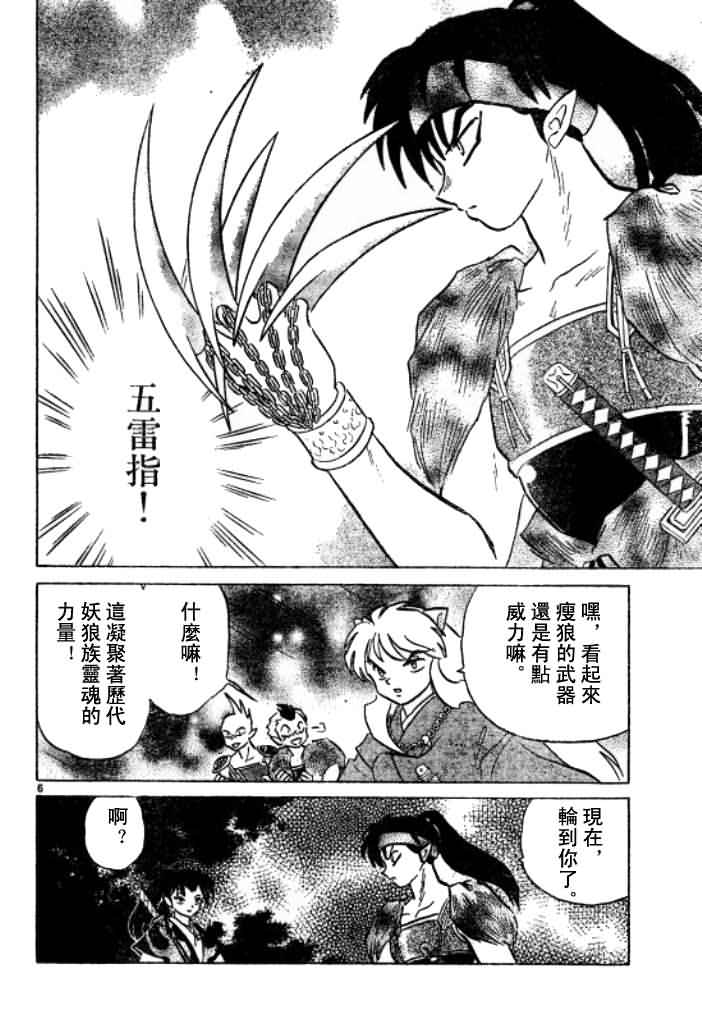 五雷指！
嘿，看起來
瘦狼的武器
還是有點
威力嘛。
什麼嘛！
這凝聚著歷代
妖狼族靈魂的
力量！
6
現在，
輪到你了。
啊？